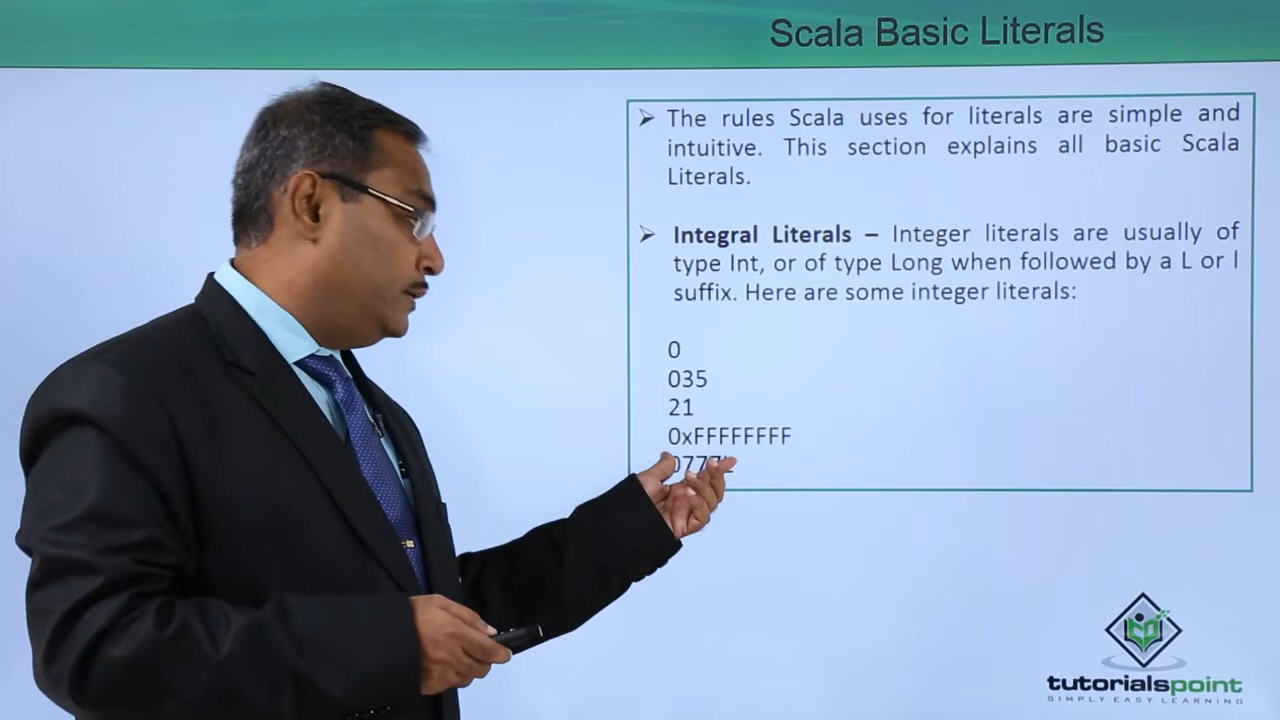 Scala Basic Literals
➢ The rules Scala uses for literals are simple and
intuitive. This section explains all basic Scala
Literals.
➢ Integral Literals – Integer literals are usually of
type Int, or of type Long when followed by a L or l
suffix. Here are some integer literals:
0
035
21
0xFFFFFFFF
0777L
tutorialspoint
SIMPLY EASY LEARNING